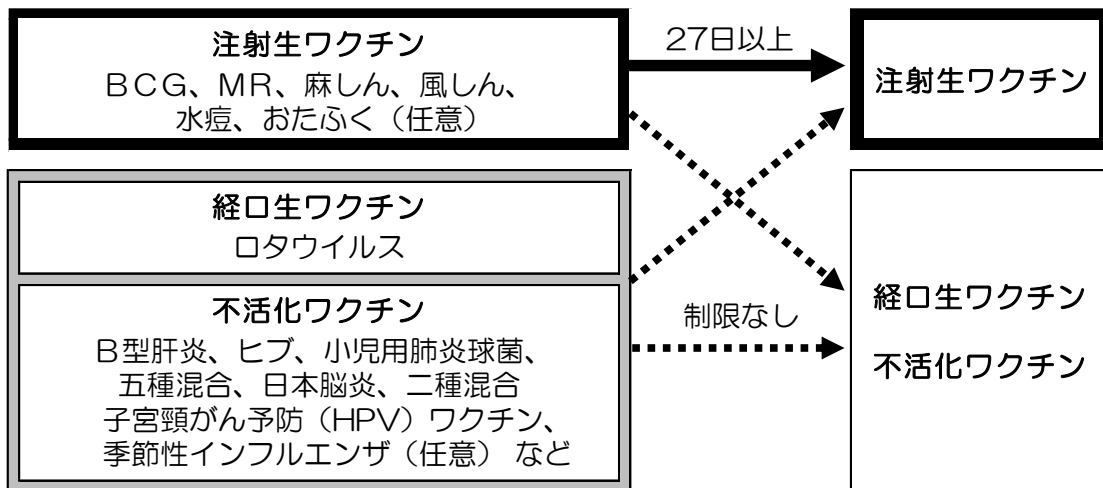 注射生ワクチン
ＢＣＧ、ＭＲ、麻しん、風しん、
水痘、おたふく（任意）
27日以上
注射生ワクチン
経口生ワクチン
ロタウイルス
不活化ワクチン
Ｂ型肝炎、ヒブ、小児用肺炎球菌、
五種混合、日本脳炎、二種混合
子宮頸がん予防（HPV）ワクチン、
季節性インフルエンザ（任意） など
制限なし
経口生ワクチン
不活化ワクチン